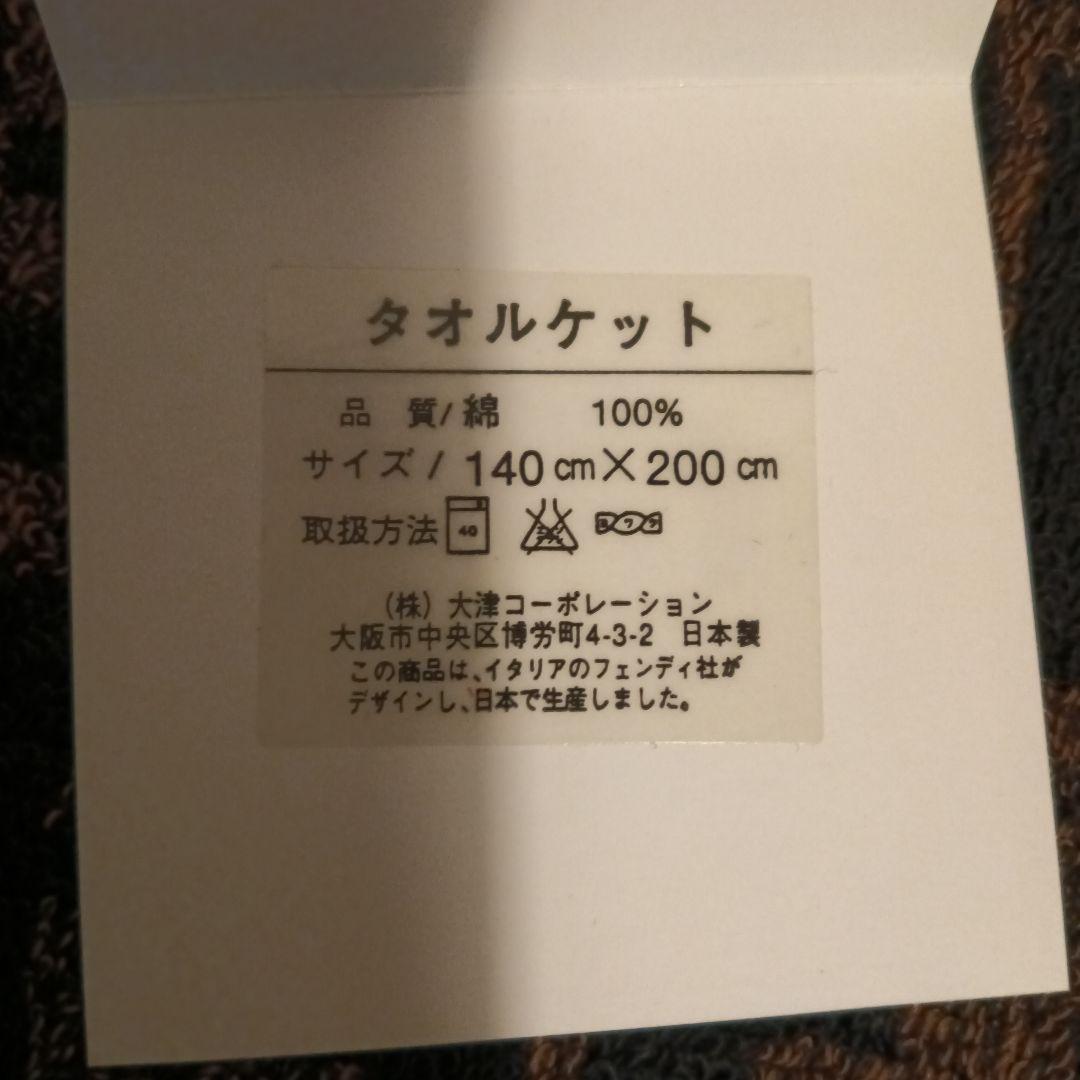 タオルケット
品 質/綿 100%
サイズ/140cm×200cm
取扱方法 40
(株)大津コーポレーション
大阪市中央区博労町4-3-2 日本製
この商品は、イタリアのフェンディ社が
デザインし、日本で生産しました。